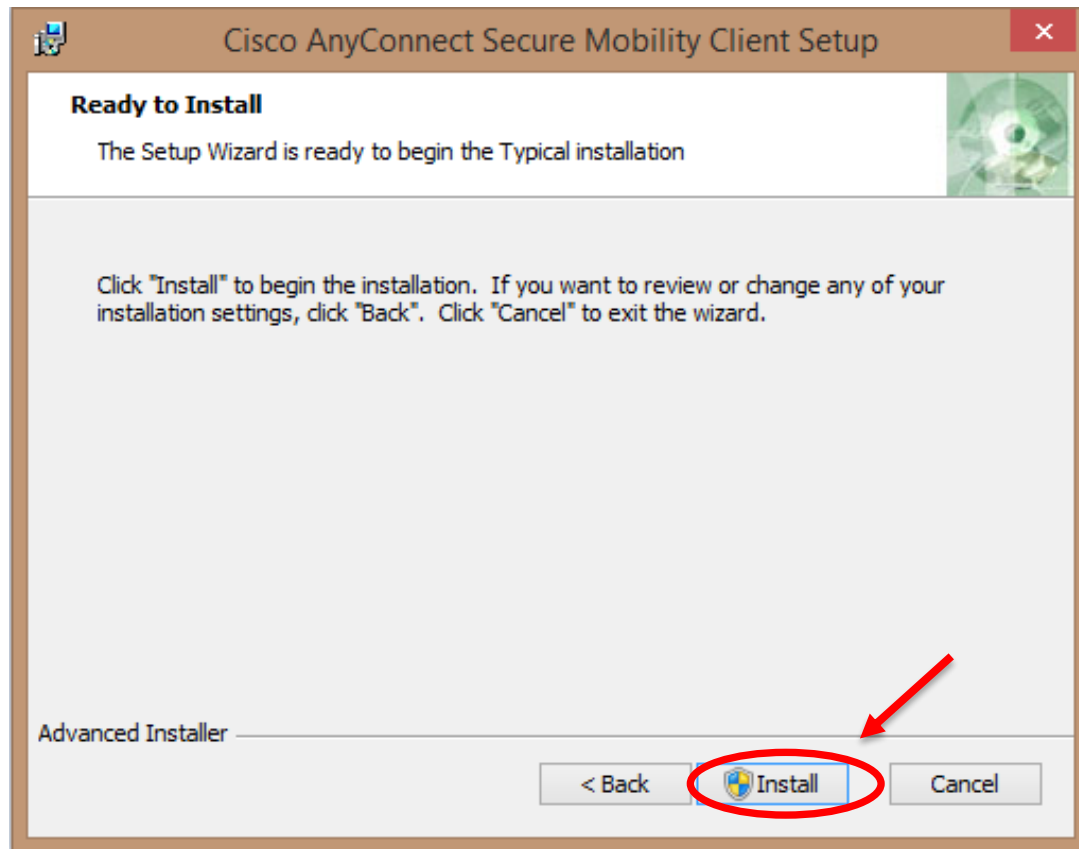 Cisco AnyConnect Secure Mobility Client Setup
Ready to Install
The Setup Wizard is ready to begin the Typical installation
Click "Install" to begin the installation.  If you want to review or change any of your
installation settings, click "Back".  Click "Cancel" to exit the wizard.
Advanced Installer
< Back
Install
Cancel